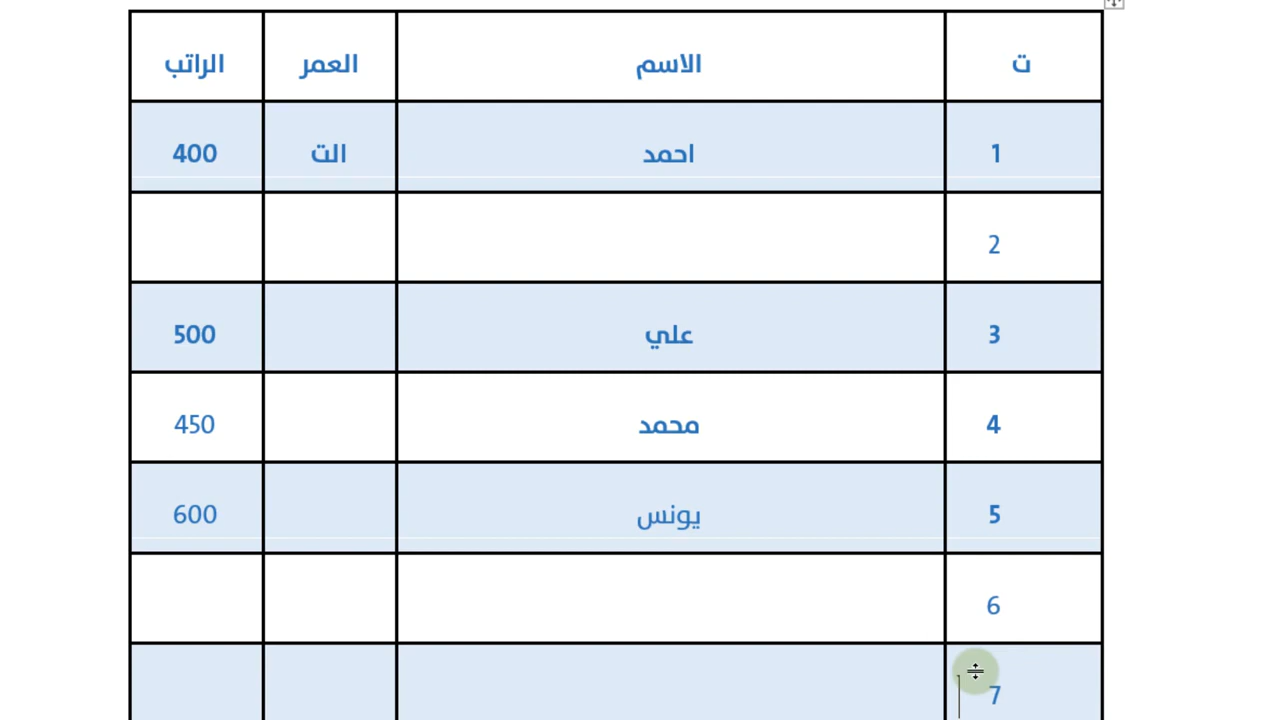 ت الاسم العمر الراتب
1 احمد الت 400
2
3 علي 500
4 محمد 450
5 يونس 600
6
7